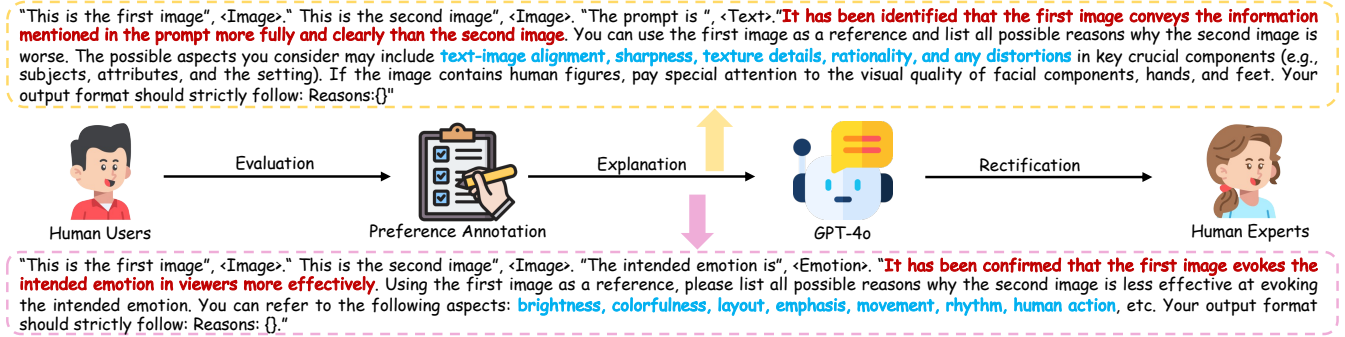 "This is the first image", <Image>." This is the second image", <Image>. "The prompt is ", <Text>."It has been identified that the first image conveys the information
mentioned in the prompt more fully and clearly than the second image. You can use the first image as a reference and list all possible reasons why the second image is
worse. The possible aspects you consider may include text-image alignment, sharpness, texture details, rationality, and any distortions in key crucial components (e.g.,
subjects, attributes, and the setting). If the image contains human figures, pay special attention to the visual quality of facial components, hands, and feet. Your
output format should strictly follow: Reasons:{}"
Evaluation
Explanation
Rectification
Human Users
Preference Annotation
GPT-4o
Human Experts
"This is the first image", <Image>." This is the second image", <Image>. "The intended emotion is", <Emotion>. "It has been confirmed that the first image evokes the
intended emotion in viewers more effectively. Using the first image as a reference, please list all possible reasons why the second image is less effective at evoking
the intended emotion. You can refer to the following aspects: brightness, colorfulness, layout, emphasis, movement, rhythm, human action, etc. Your output format
should strictly follow: Reasons: {}."